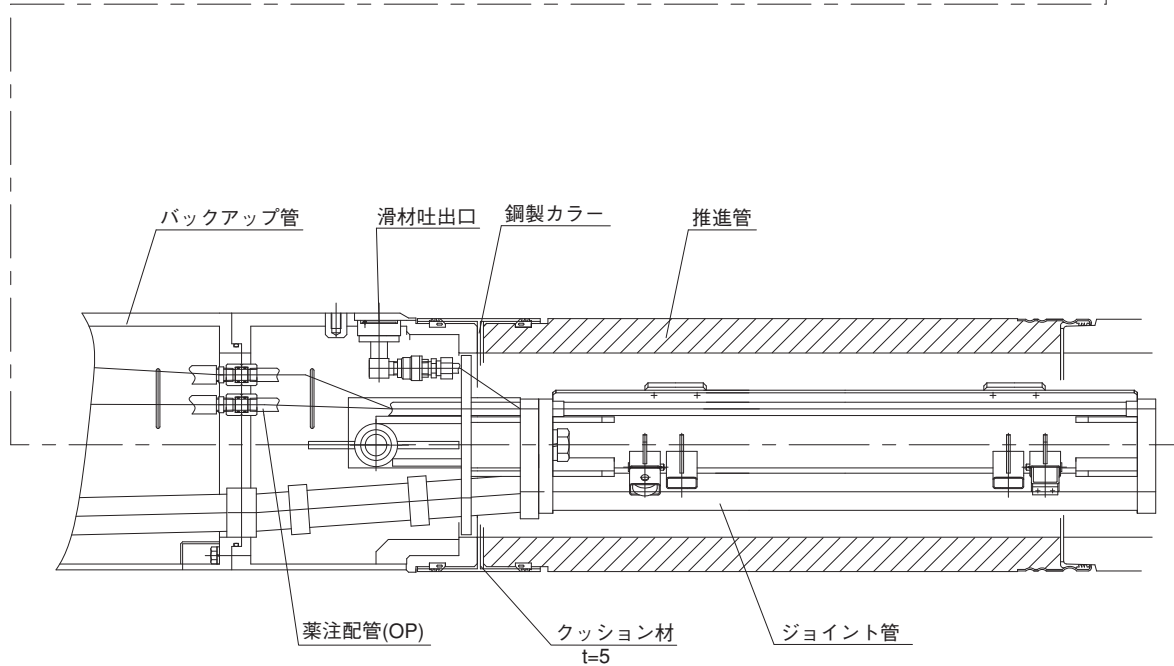 バックアップ管
滑材吐出口
鋼製カラー
推進管
薬注配管(OP)
クッション材
t=5
ジョイント管